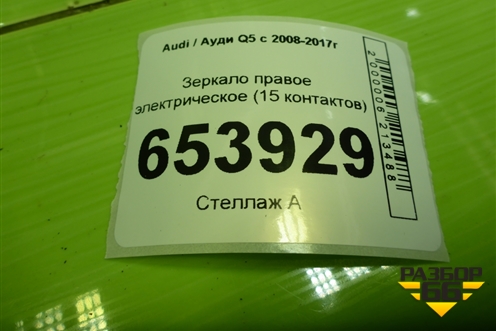 Audi / Ауди Q5 с 2008-2017г
Зеркало правое
электрическое (15 контактов)
653929
Стеллаж А
2000006213488
РАЗБОР
66